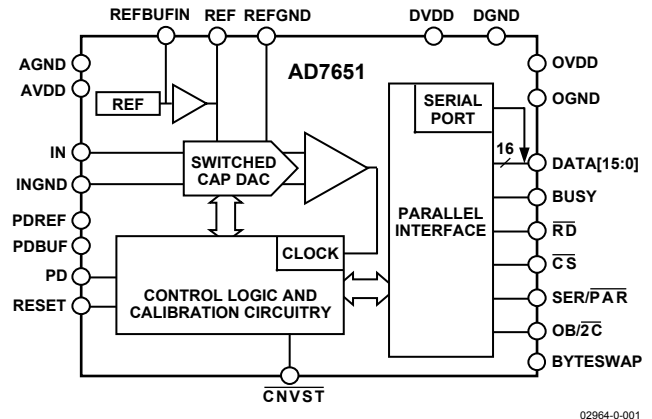 REFBUFIN REF REFGND DVDD DGND
AGND
AVDD
AD7651
OVDD
OGND
REF
SERIAL
PORT
IN
INGND
SWITCHED
CAP DAC
16
DATA[15:0]
BUSY
PDREF
PDBUF
PD
RESET
PARALLEL
INTERFACE
RD
CS
CLOCK
CONTROL LOGIC AND
CALIBRATION CIRCUITRY
SER/PAR
OB/2C
BYTESWAP
CNVST
02964-0-001